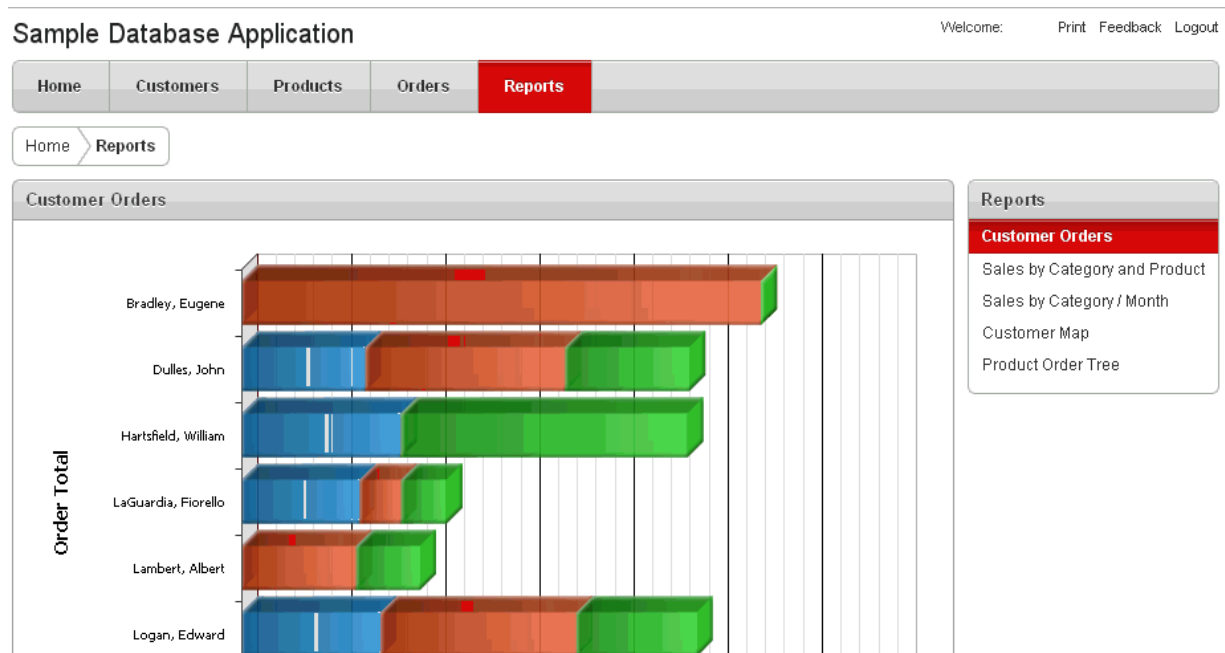 Sample Database Application
Welcome: Print Feedback Logout
Home Customers Products Orders Reports
Home Reports
Customer Orders
Order Total
Bradley, Eugene
Dulles, John
Hartsfield, William
LaGuardia, Fiorello
Lambert, Albert
Logan, Edward
Reports
Customer Orders
Sales by Category and Product
Sales by Category / Month
Customer Map
Product Order Tree